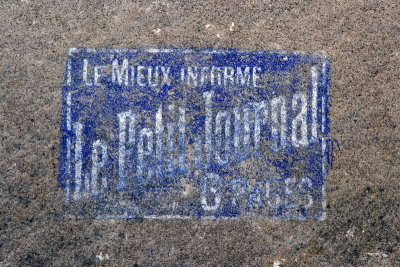 Le Mieux informé
Le Petit Journal
6 Pages